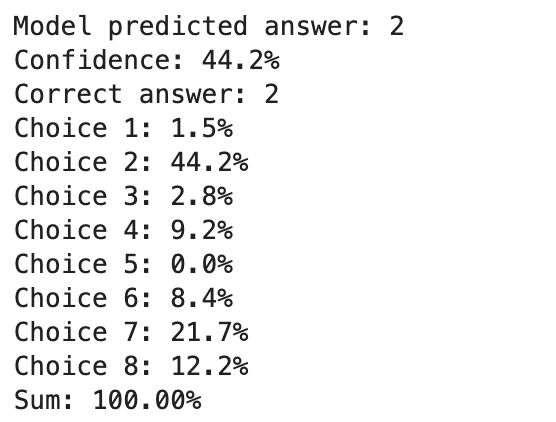 Model predicted answer: 2
Confidence: 44.2%
Correct answer: 2
Choice 1: 1.5%
Choice 2: 44.2%
Choice 3: 2.8%
Choice 4: 9.2%
Choice 5: 0.0%
Choice 6: 8.4%
Choice 7: 21.7%
Choice 8: 12.2%
Sum: 100.00%